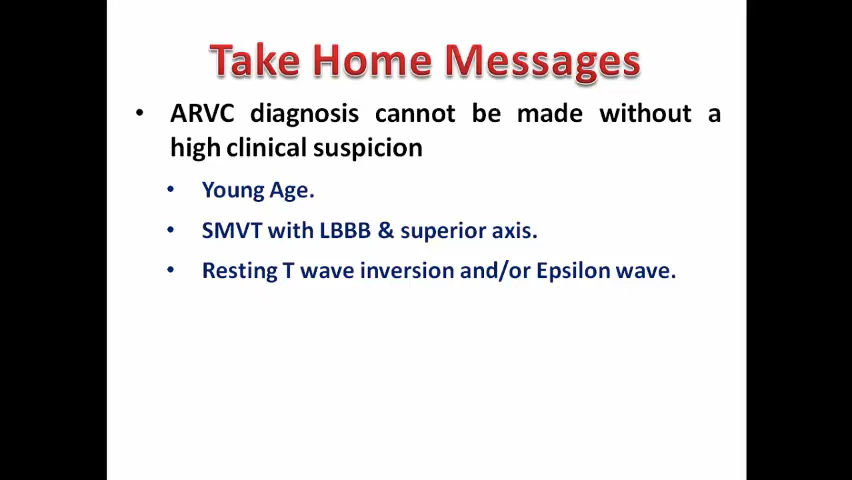 Take Home Messages
• ARVC diagnosis cannot be made without a
high clinical suspicion
• Young Age.
• SMVT with LBBB & superior axis.
• Resting T wave inversion and/or Epsilon wave.